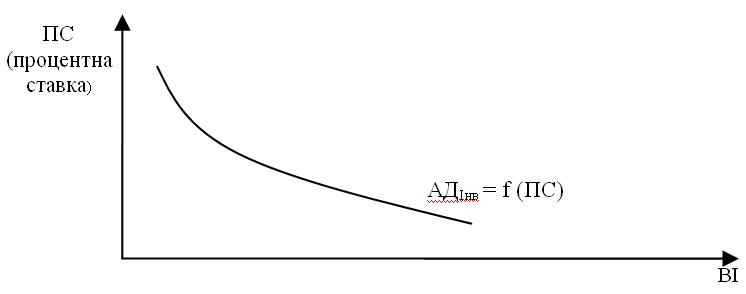 ПС
(процентна
ставка)
АДІнв = f (ПС)
ВІ